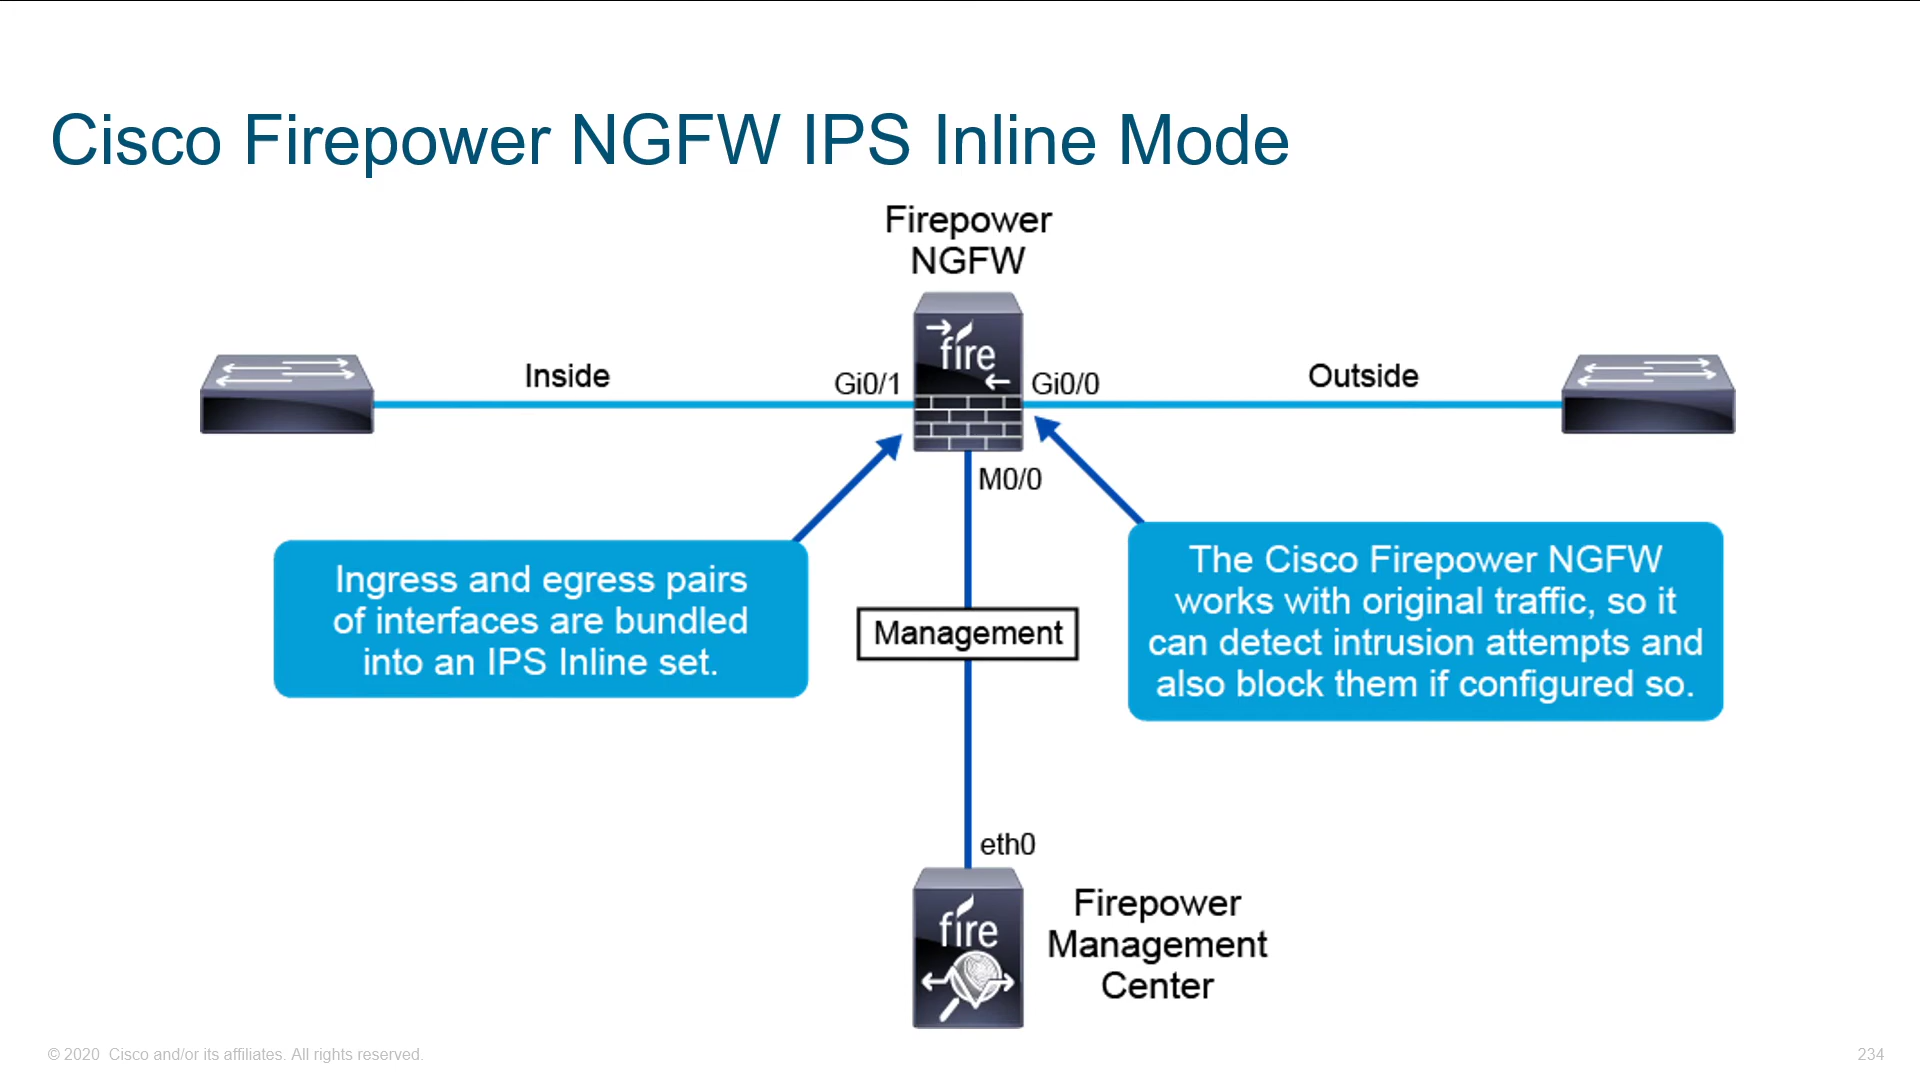 Cisco Firepower NGFW IPS Inline Mode
Firepower
NGFW
fire
Inside
Gi0/1
Gi0/0
Outside
M0/0
Ingress and egress pairs
of interfaces are bundled
into an IPS Inline set.
Management
The Cisco Firepower NGFW
works with original traffic, so it
can detect intrusion attempts and
also block them if configured so.
eth0
fire
Firepower
Management
Center
© 2020 Cisco and/or its affiliates. All rights reserved.
234